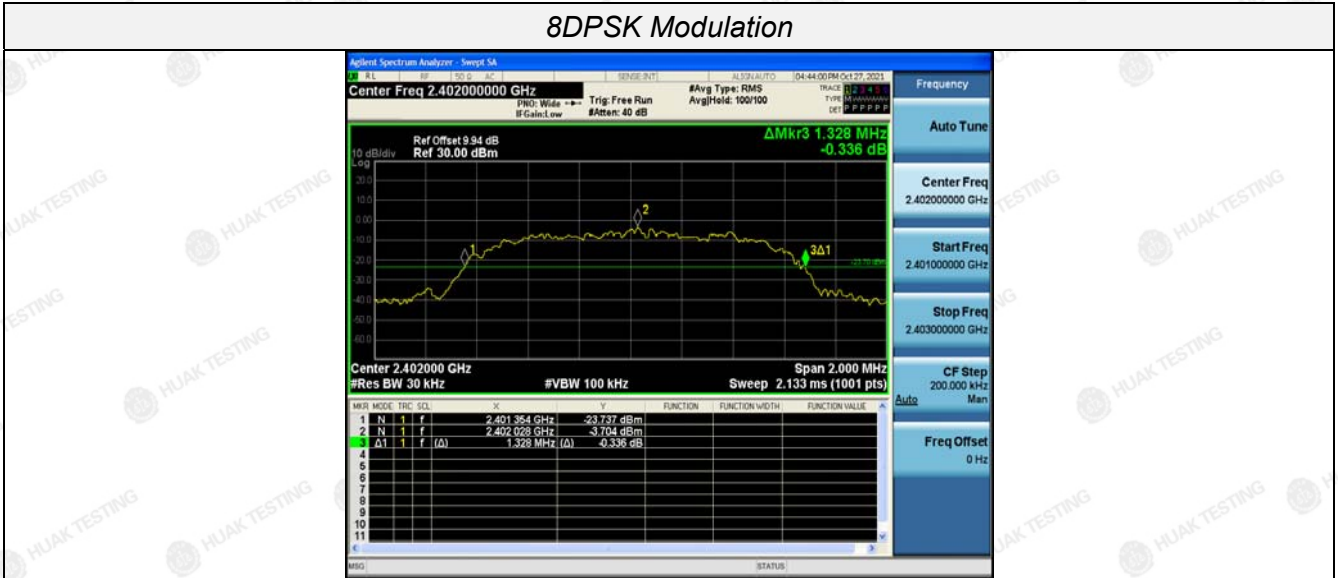 8DPSK Modulation
Agilent Spectrum Analyzer - Swept SA
RL RF 50 Ω AC SENSE:INT ALIGN AUTO 04:44:00 PM Oct 27, 2021
Center Freq 2.402000000 GHz
PNO: Wide
IFGain:Low
Trig: Free Run
#Atten: 40 dB
#Avg Type: RMS
Avg|Hold: 100/100
TRACE 1 2 3 4 5 6
TYPE
DET P P P P P P
ΔMkr3 1.328 MHz
-0.336 dB
Ref Offset 9.94 dB
10 dB/div Ref 30.00 dBm
Log
20.0
10.0
0.00
-10.0
-20.0
-30.0
-40.0
-50.0
-60.0
1
2
3Δ1
-23.70 dBm
Center 2.402000 GHz Span 2.000 MHz
#Res BW 30 kHz #VBW 100 kHz Sweep 2.133 ms (1001 pts)
MKR MODE TRC SCL X Y FUNCTION FUNCTION WIDTH FUNCTION VALUE
1 N 1 f 2.401 354 GHz -23.737 dBm
2 N 1 f 2.402 028 GHz -3.704 dBm
3 Δ1 1 f (Δ) 1.328 MHz (Δ) -0.336 dB
4
5
6
7
8
9
10
11
MSG STATUS
Frequency
Auto Tune
Center Freq
2.402000000 GHz
Start Freq
2.401000000 GHz
Stop Freq
2.403000000 GHz
CF Step
200.000 kHz
Auto Man
Freq Offset
0 Hz
HUAK TESTING